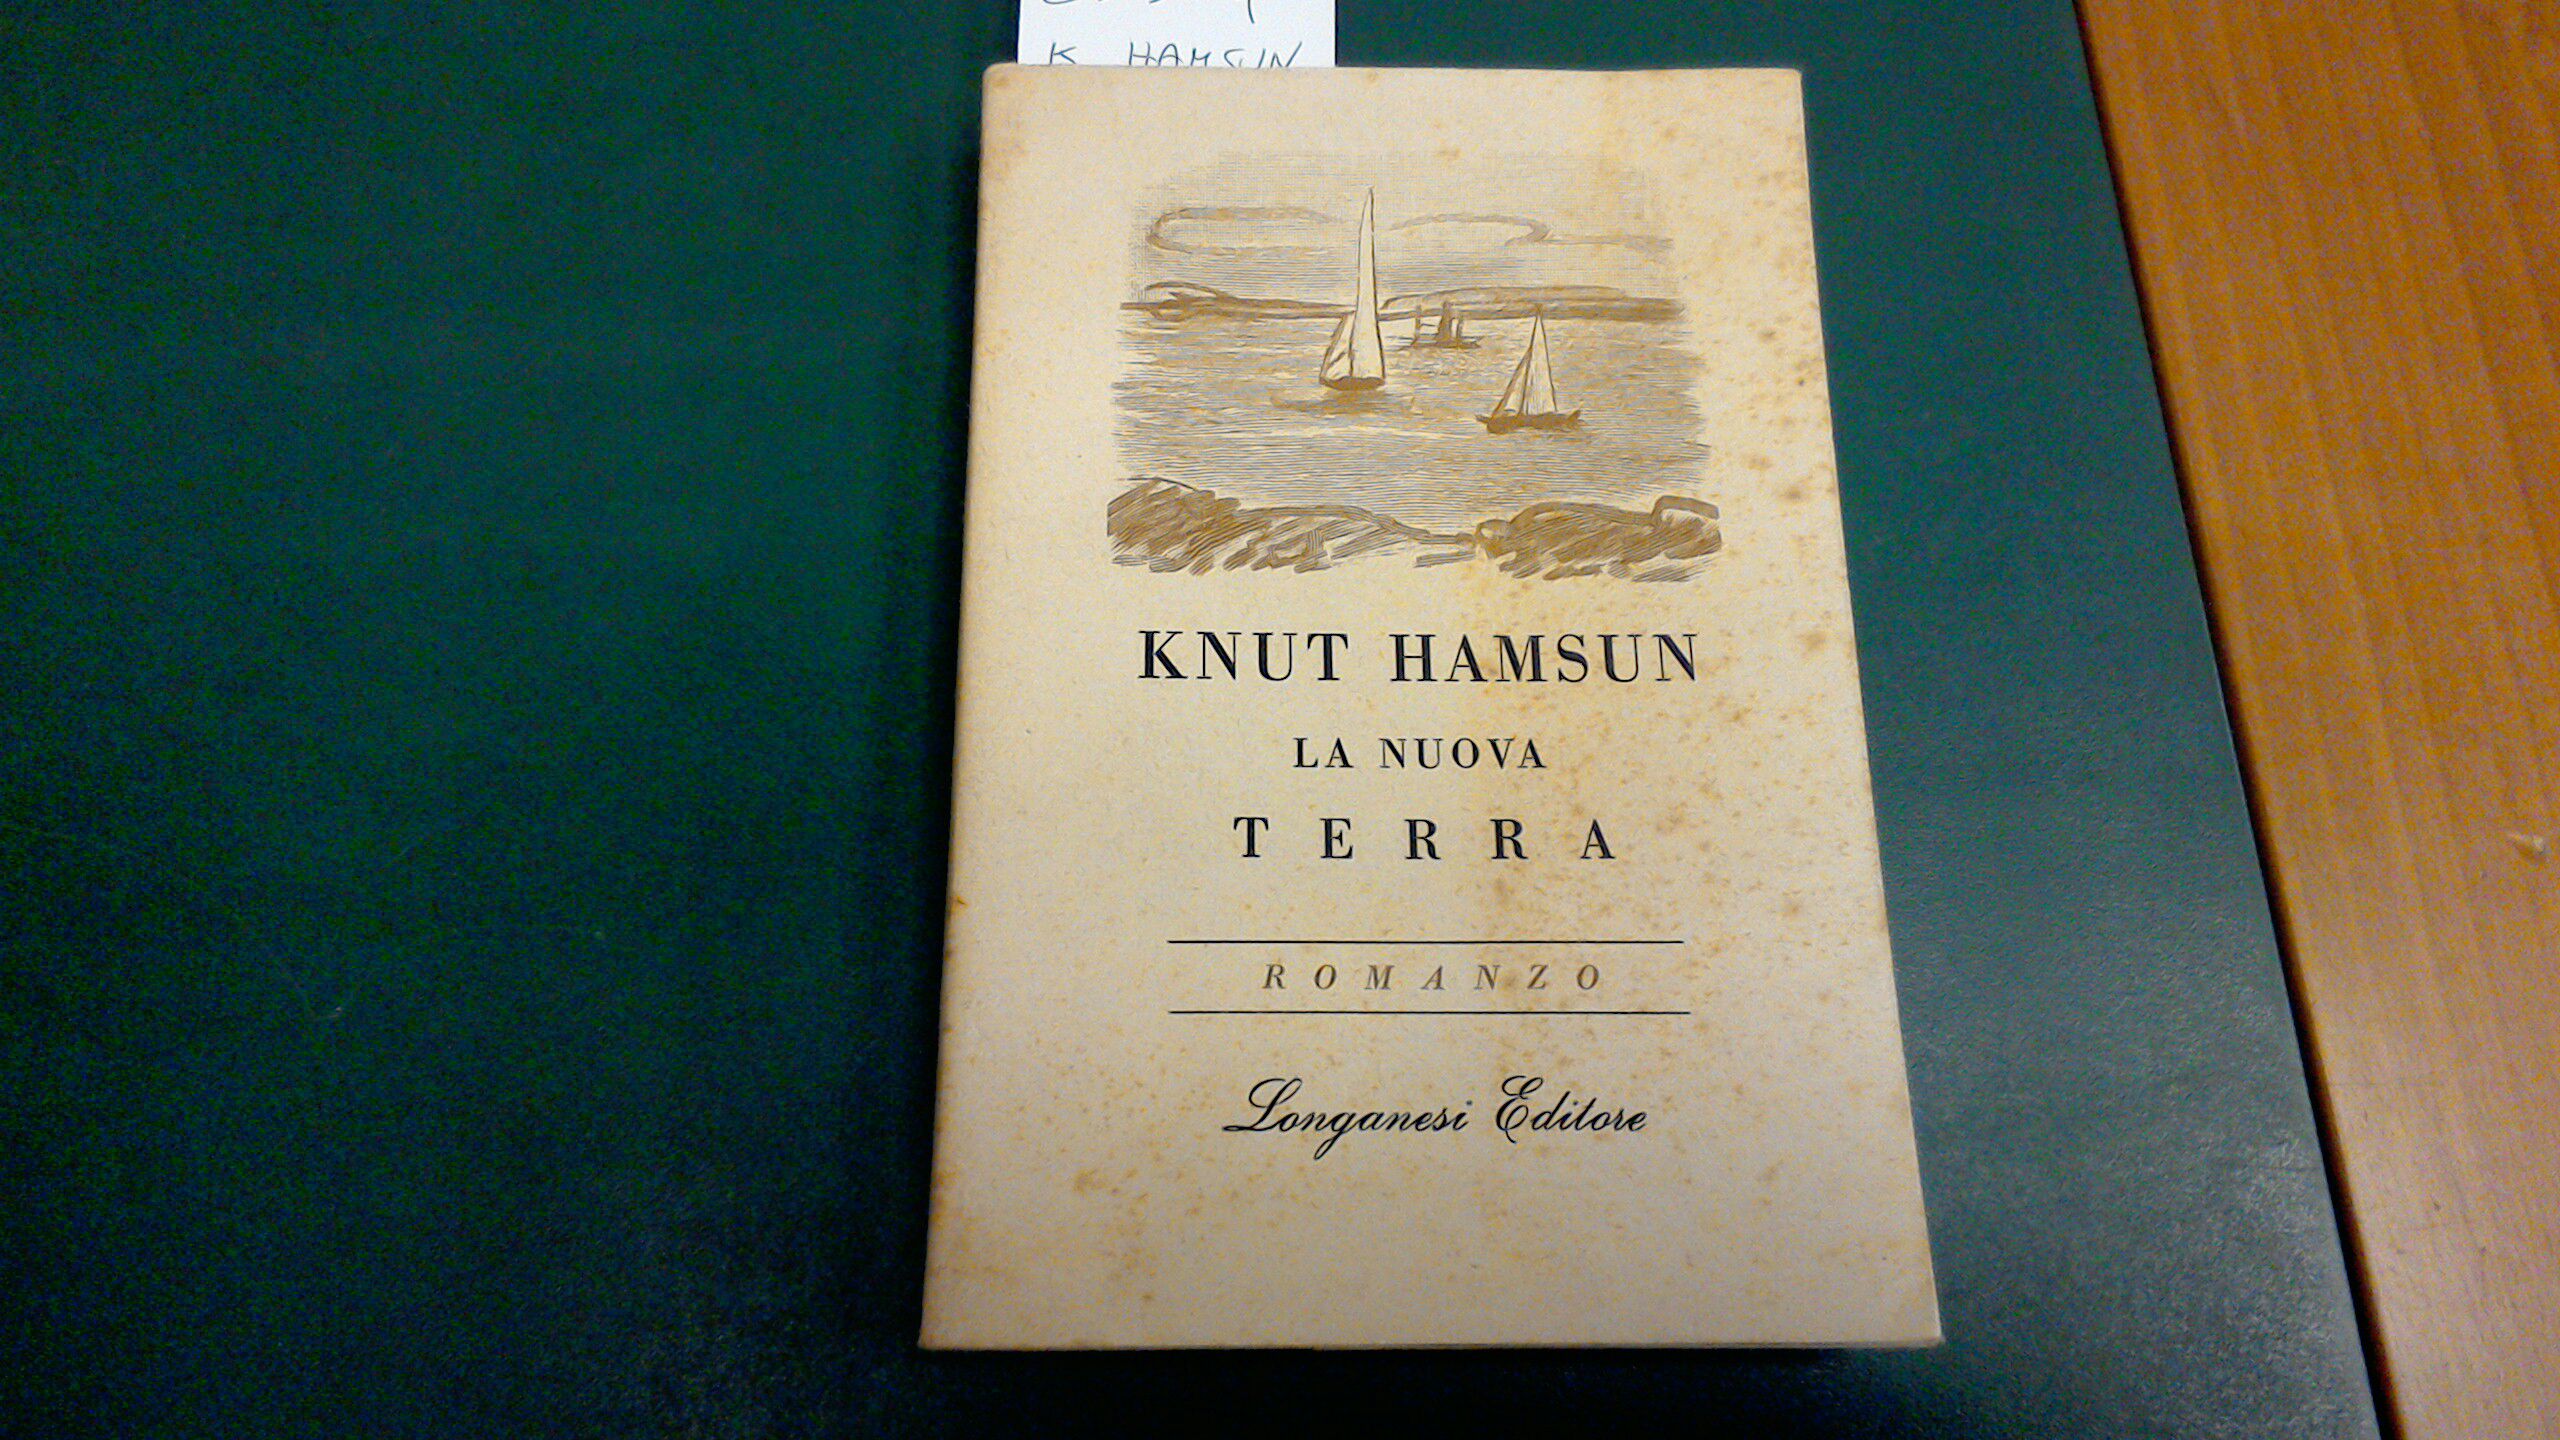 K HAMSUN
KNUT HAMSUN
LA NUOVA
TERRA
ROMANZO
Longanesi Editore